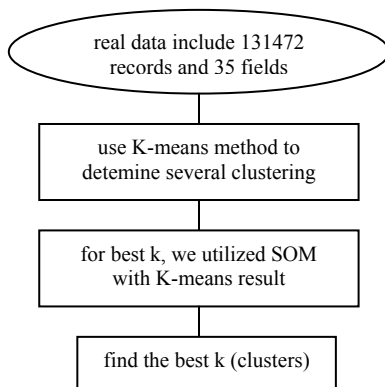 real data include 131472
records and 35 fields
use K-means method to
detemine several clustering
for best k, we utilized SOM
with K-means result
find the best k (clusters)